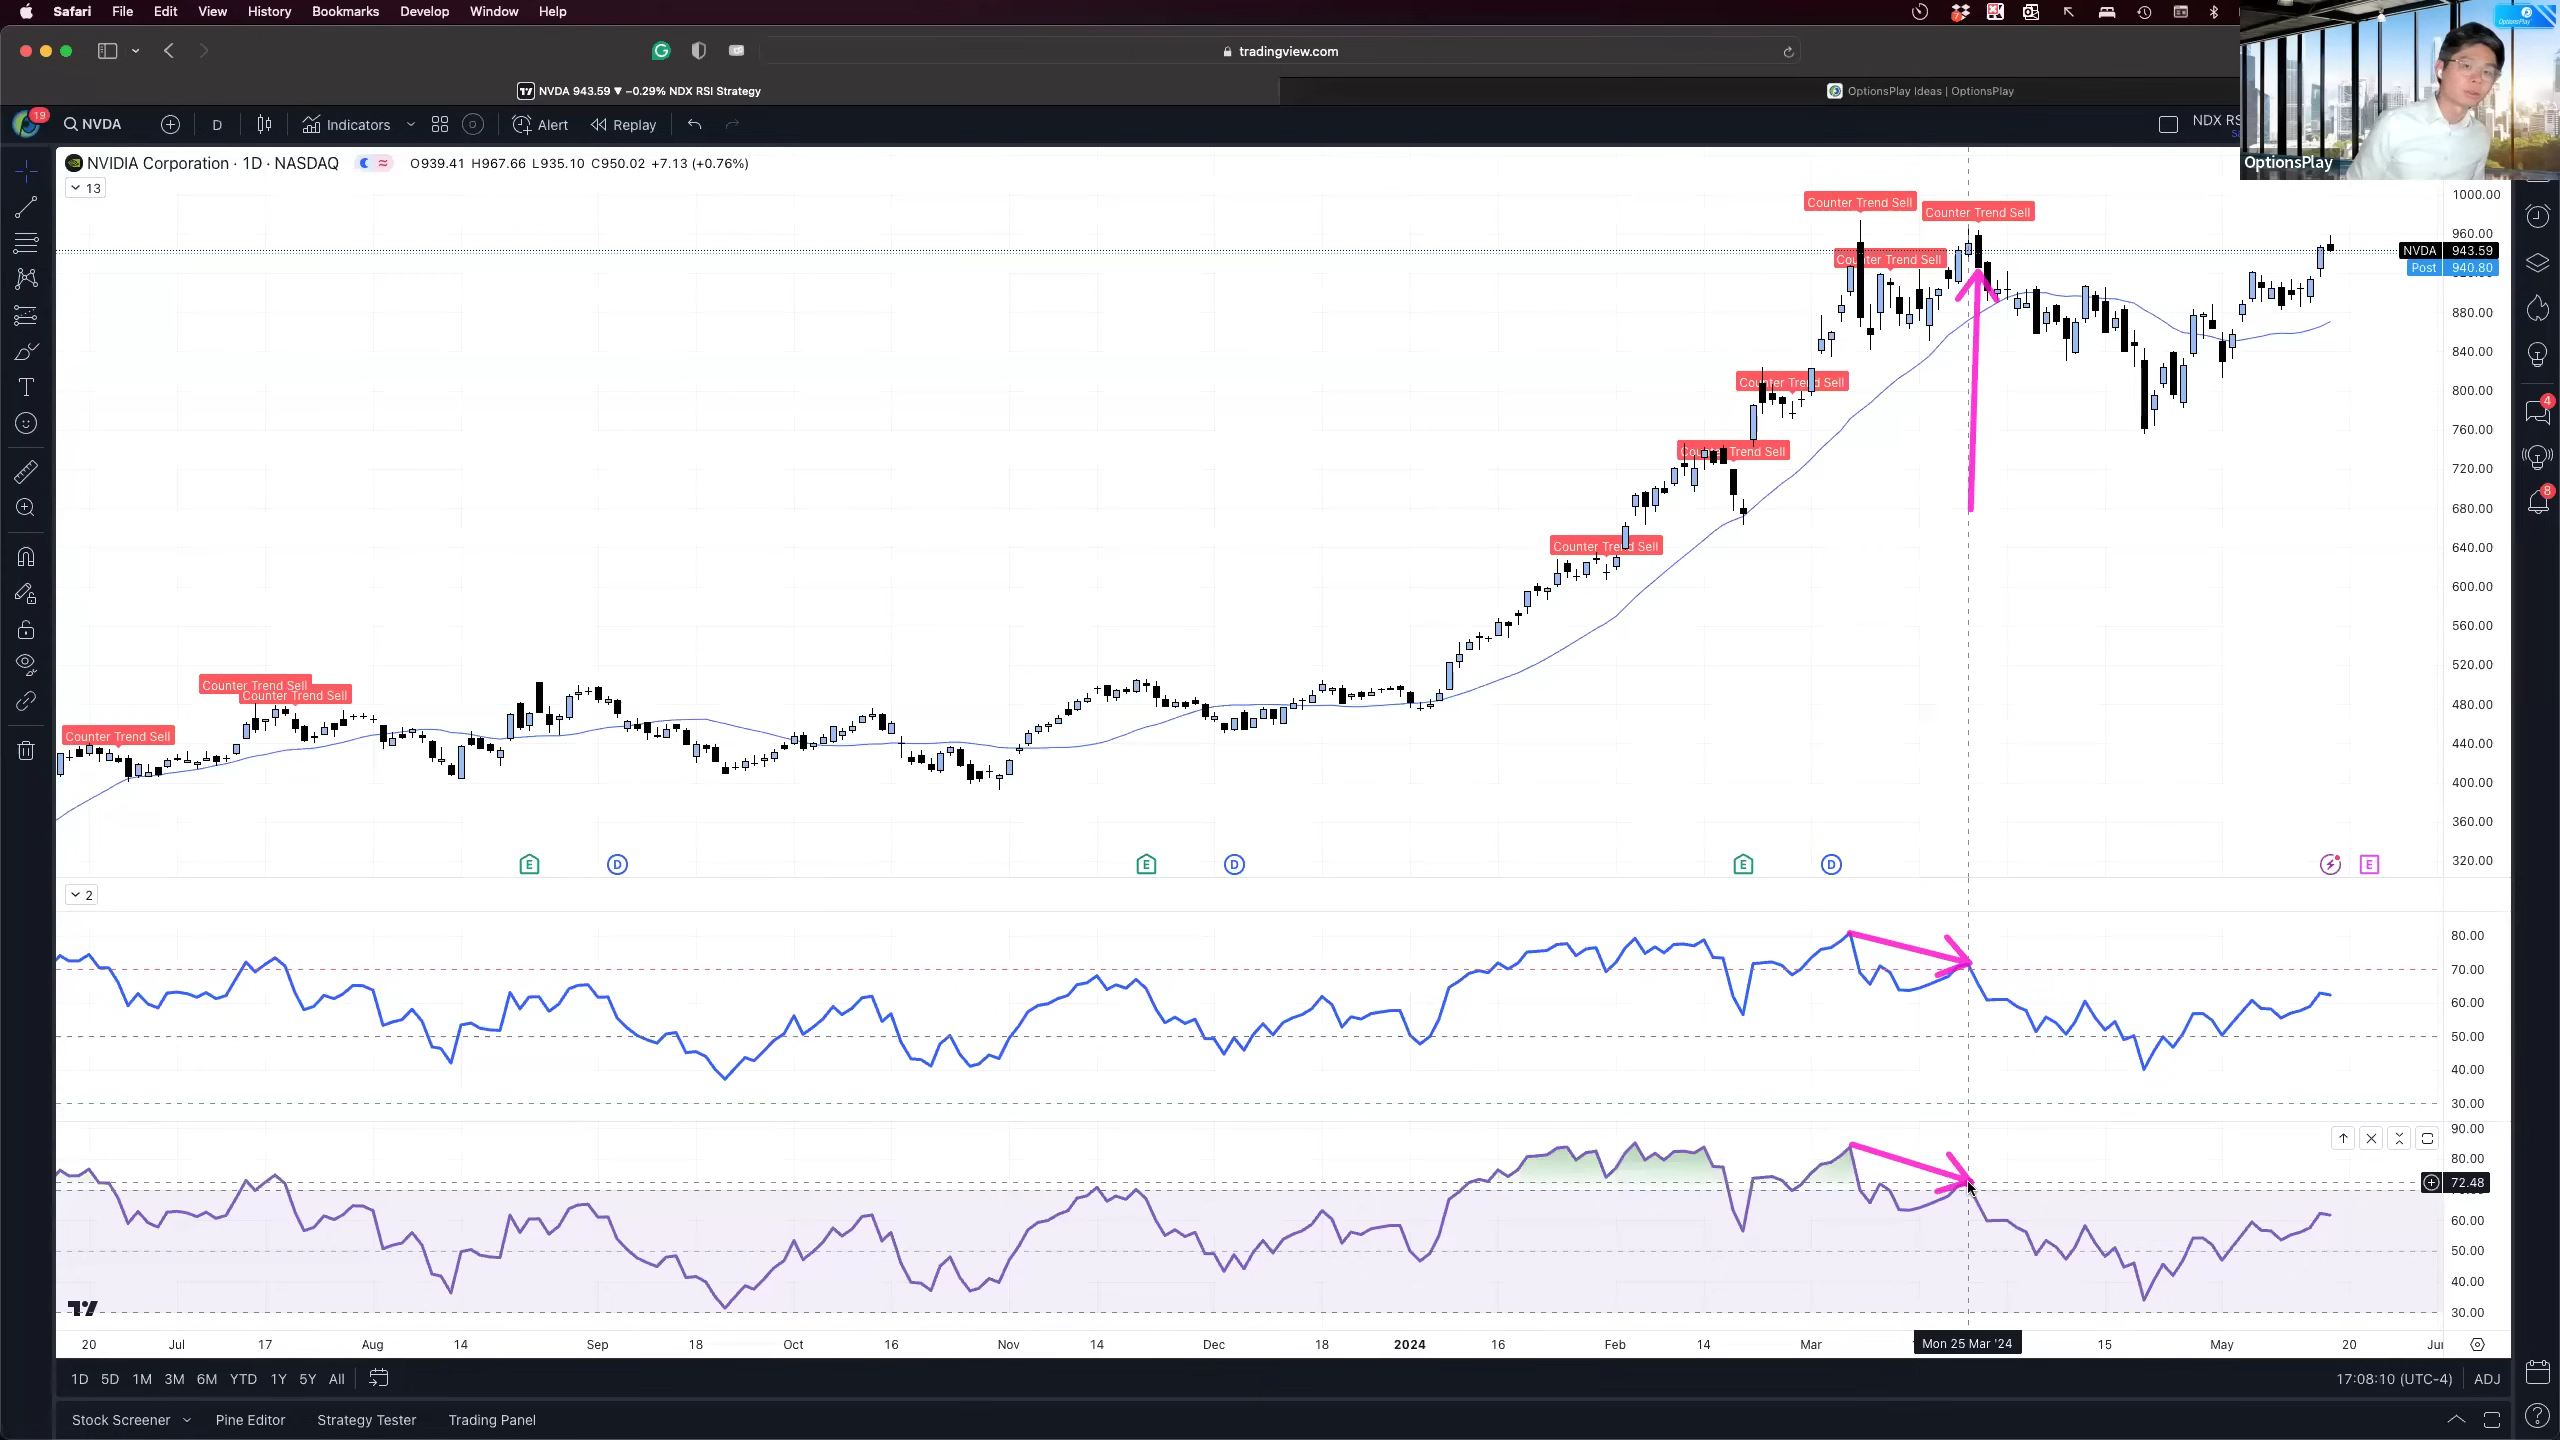 Safari File Edit View History Bookmarks Develop Window Help
tradingview.com
NVDA 943.59 ▼ −0.29% NDX RSI Strategy
OptionsPlay Ideas | OptionsPlay
19
NVDA
D
Indicators
Alert
Replay
NDX RS
OptionsPlay
NVIDIA Corporation · 1D · NASDAQ
O939.41 H967.66 L935.10 C950.02 +7.13 (+0.76%)
13
Counter Trend Sell
Counter Trend Sell
Counter Trend Sell
Counter Trend Sell
Counter Trend Sell
Counter Trend Sell
Counter Trend Sell
Counter Trend Sell
Counter Trend Sell
1000.00
960.00
NVDA 943.59
Post 940.80
880.00
840.00
800.00
760.00
720.00
680.00
640.00
600.00
560.00
520.00
480.00
440.00
400.00
360.00
320.00
4
8
E D E D E D E
2
80.00
70.00
60.00
50.00
40.00
30.00
90.00
80.00
72.48
60.00
50.00
40.00
30.00
20 Jul 17 Aug 14 Sep 18 Oct 16 Nov 14 Dec 18 2024 16 Feb 14 Mar Mon 25 Mar '24 15 May 20 Jun
1D 5D 1M 3M 6M YTD 1Y 5Y All
17:08:10 (UTC-4) ADJ
Stock Screener Pine Editor Strategy Tester Trading Panel